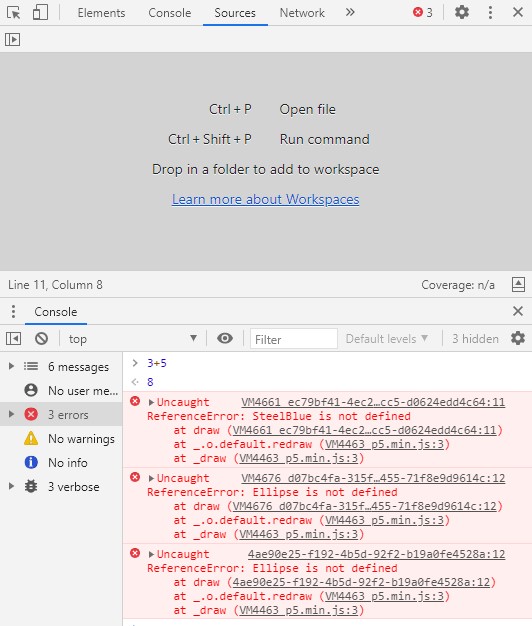 Elements Console Sources Network » 3
Ctrl + P Open file
Ctrl + Shift + P Run command
Drop in a folder to add to workspace
Learn more about Workspaces
Line 11, Column 8 Coverage: n/a
Console
top Filter Default levels 3 hidden
6 messages
No user me...
3 errors
No warnings
No info
3 verbose
> 3+5
8
Uncaught VM4661 ec79bf41-4ec2…cc5-d0624edd4c64:11
ReferenceError: SteelBlue is not defined
at draw (VM4661 ec79bf41-4ec2…cc5-d0624edd4c64:11)
at _.o.default.redraw (VM4463 p5.min.js:3)
at _draw (VM4463 p5.min.js:3)
Uncaught VM4676 d07bc4fa-315f…455-71f8e9d9614c:12
ReferenceError: Ellipse is not defined
at draw (VM4676 d07bc4fa-315f…455-71f8e9d9614c:12)
at _.o.default.redraw (VM4463 p5.min.js:3)
at _draw (VM4463 p5.min.js:3)
Uncaught 4ae90e25-f192-4b5d-92f2-b19a0fe4528a:12
ReferenceError: Ellipse is not defined
at draw (4ae90e25-f192-4b5d-92f2-b19a0fe4528a:12)
at _.o.default.redraw (VM4463 p5.min.js:3)
at _draw (VM4463 p5.min.js:3)